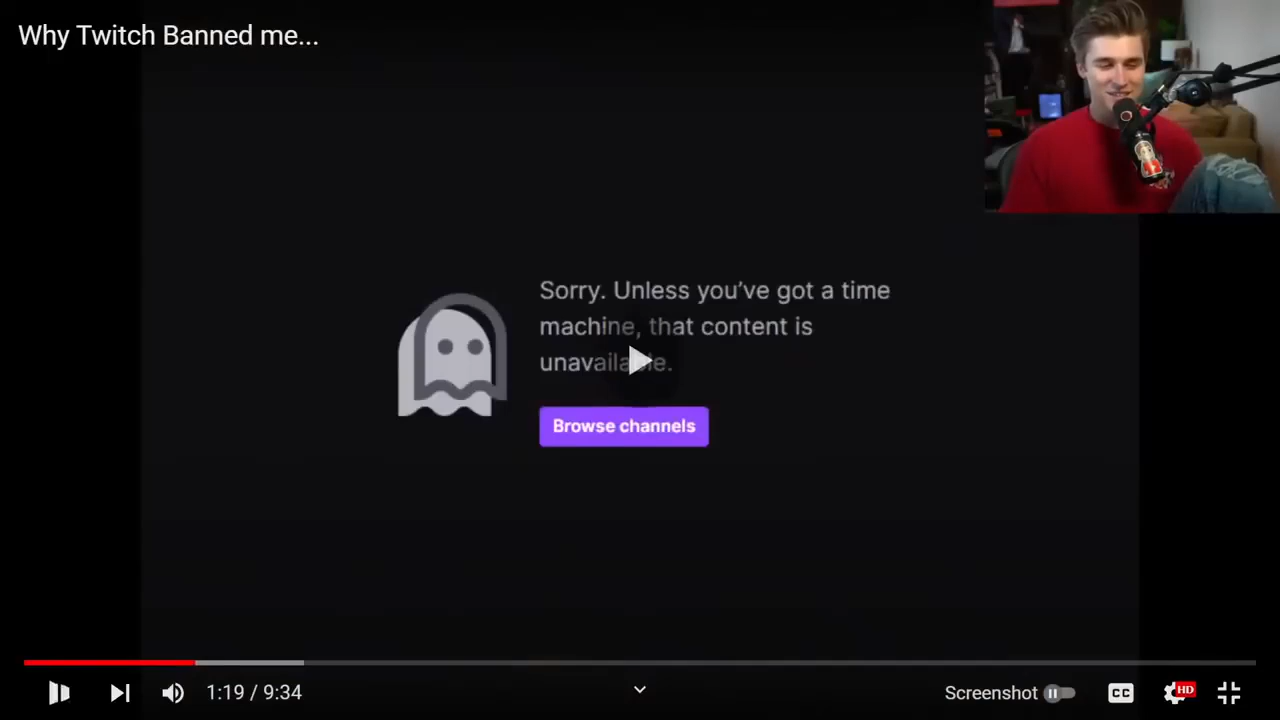 Why Twitch Banned me...
Sorry. Unless you've got a time
machine, that content is
unavailable.
Browse channels
1:19 / 9:34
Screenshot
CC
HD